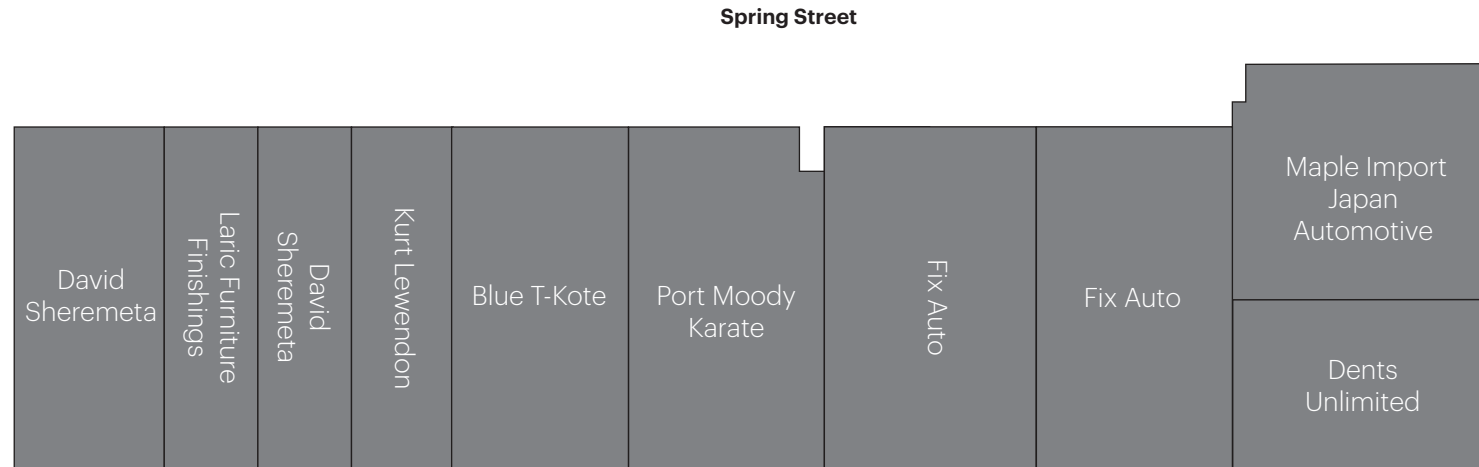 Spring Street
David
Sheremeta
Laric Furniture
Finishings
David
Sheremeta
Kurt Lewendon
Blue T-Kote
Port Moody
Karate
Fix Auto
Fix Auto
Maple Import
Japan
Automotive
Dents
Unlimited